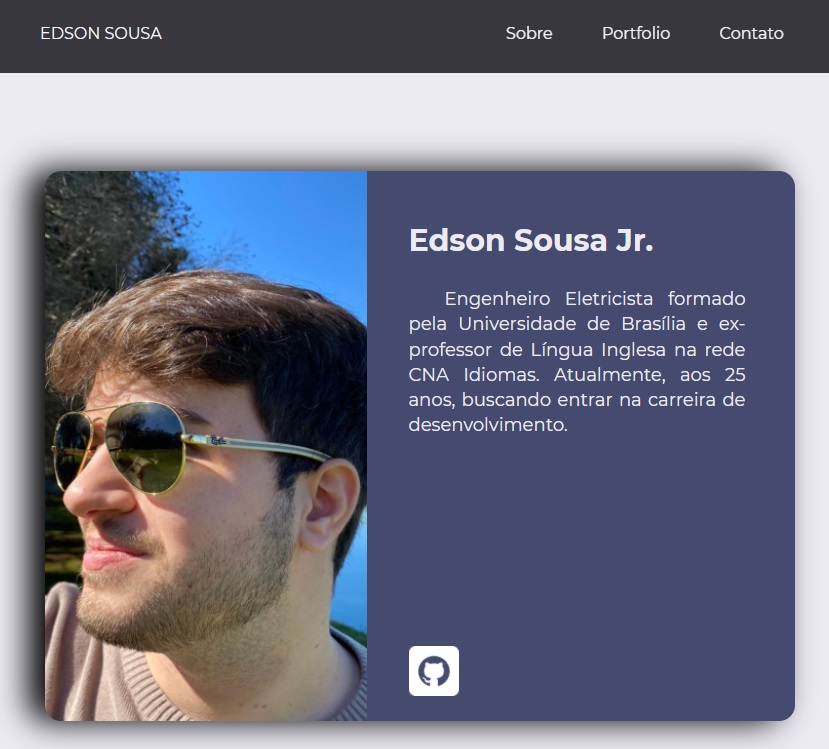 EDSON SOUSA
Sobre
Portfolio
Contato
Edson Sousa Jr.
Engenheiro Eletricista formado
pela Universidade de Brasília e ex-
professor de Língua Inglesa na rede
CNA Idiomas. Atualmente, aos 25
anos, buscando entrar na carreira de
desenvolvimento.